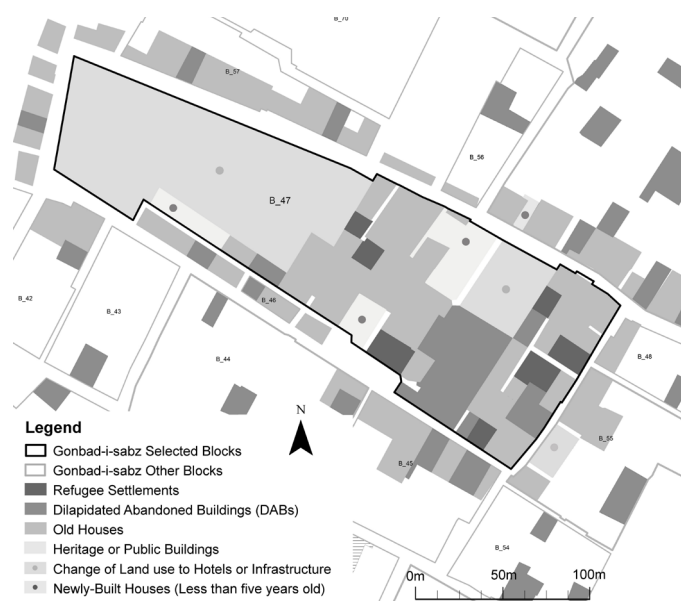 B_70
B_57
B_56
B_47
B_42
B_43
B_46
B_44
B_48
B_55
B_45
B_54
N
Legend
Gonbad-i-sabz Selected Blocks
Gonbad-i-sabz Other Blocks
Refugee Settlements
Dilapidated Abandoned Buildings (DABs)
Old Houses
Heritage or Public Buildings
Change of Land use to Hotels or Infrastructure
Newly-Built Houses (Less than five years old)
0m 50m 100m